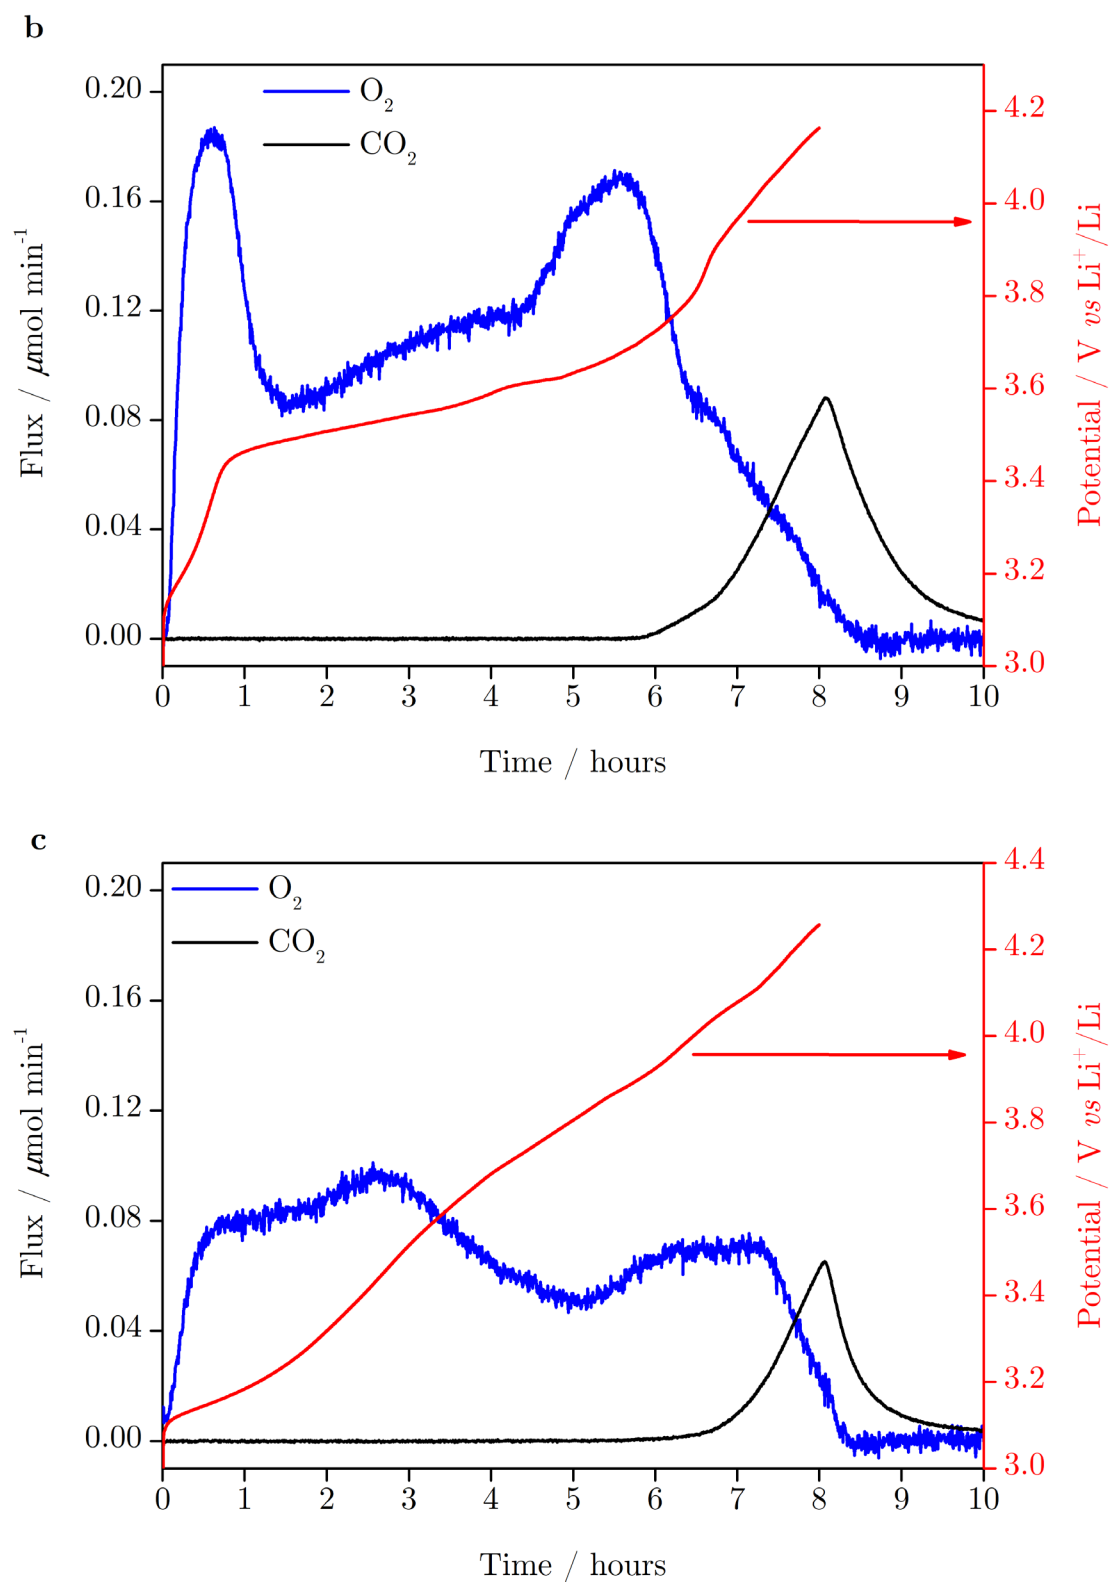 b
O₂
CO₂
0.20
0.16
0.12
0.08
0.04
0.00
Flux / μmol min⁻¹
4.2
4.0
3.8
3.6
3.4
3.2
3.0
Potential / V vs Li⁺/Li
0 1 2 3 4 5 6 7 8 9 10
Time / hours
c
O₂
CO₂
0.20
0.16
0.12
0.08
0.04
0.00
Flux / μmol min⁻¹
4.4
4.2
4.0
3.8
3.6
3.4
3.2
3.0
Potential / V vs Li⁺/Li
0 1 2 3 4 5 6 7 8 9 10
Time / hours